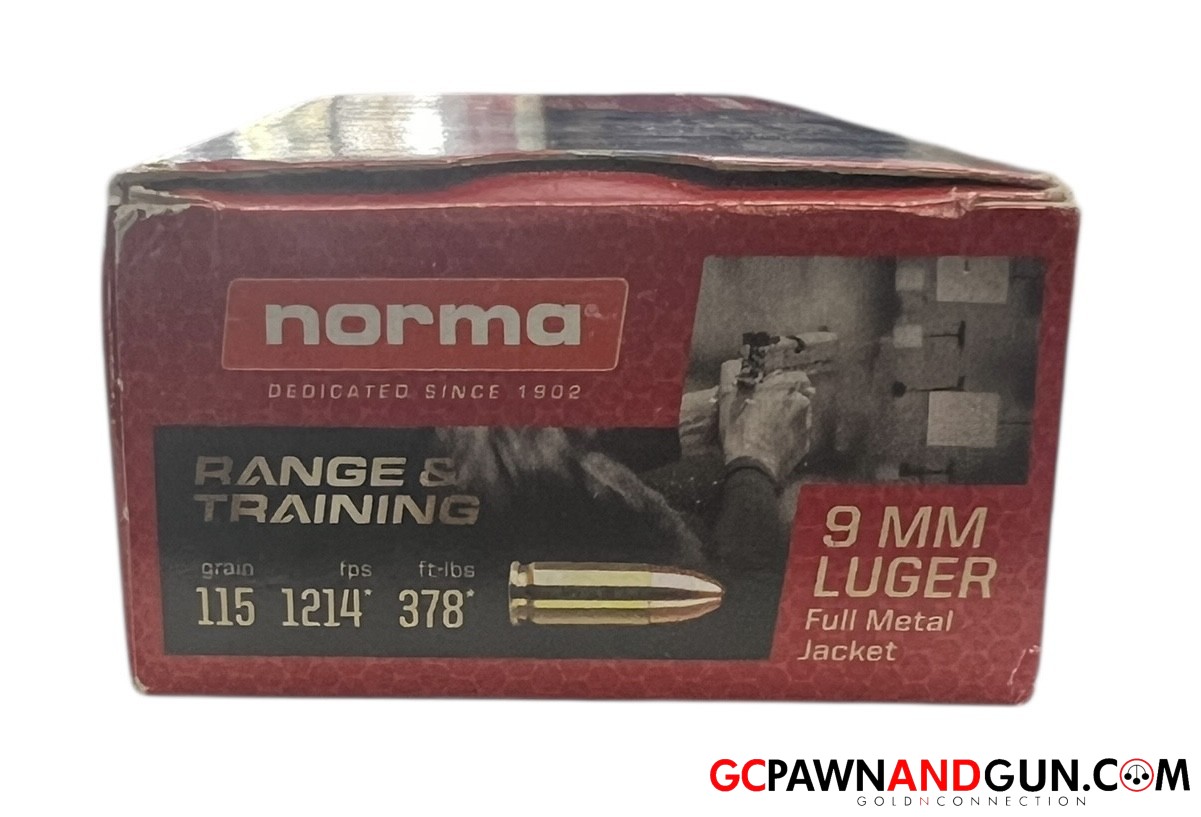 norma®
DEDICATED SINCE 1902
RANGE &
TRAINING
grain fps ft-lbs
115 1214* 378*
9 MM
LUGER
Full Metal
Jacket
GCPAWNANDGUN.COM
GOLDNCONNECTION